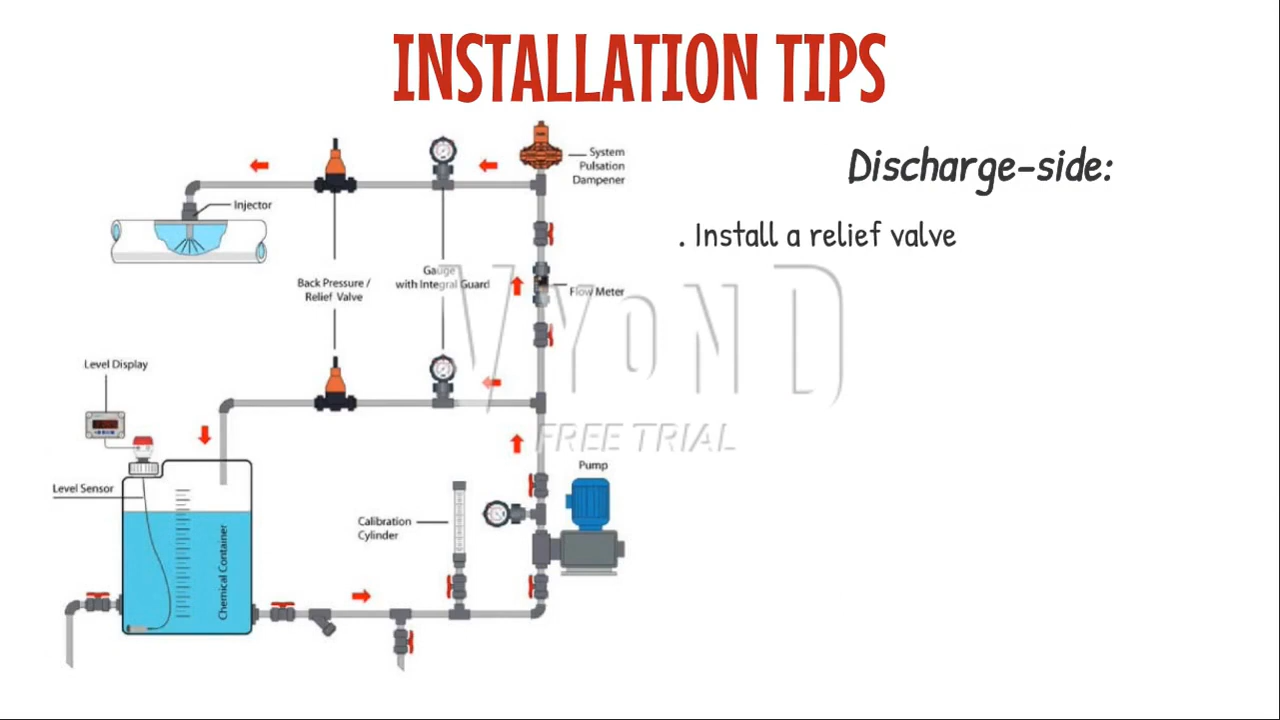 INSTALLATION TIPS
System
Pulsation
Dampener
Discharge-side:
Injector
. Install a relief valve
Back Pressure /
Relief Valve
Gauge
with Integral Guard
Flow Meter
VYOND
FREE TRIAL
Level Display
Pump
Level Sensor
Calibration
Cylinder
Chemical Container